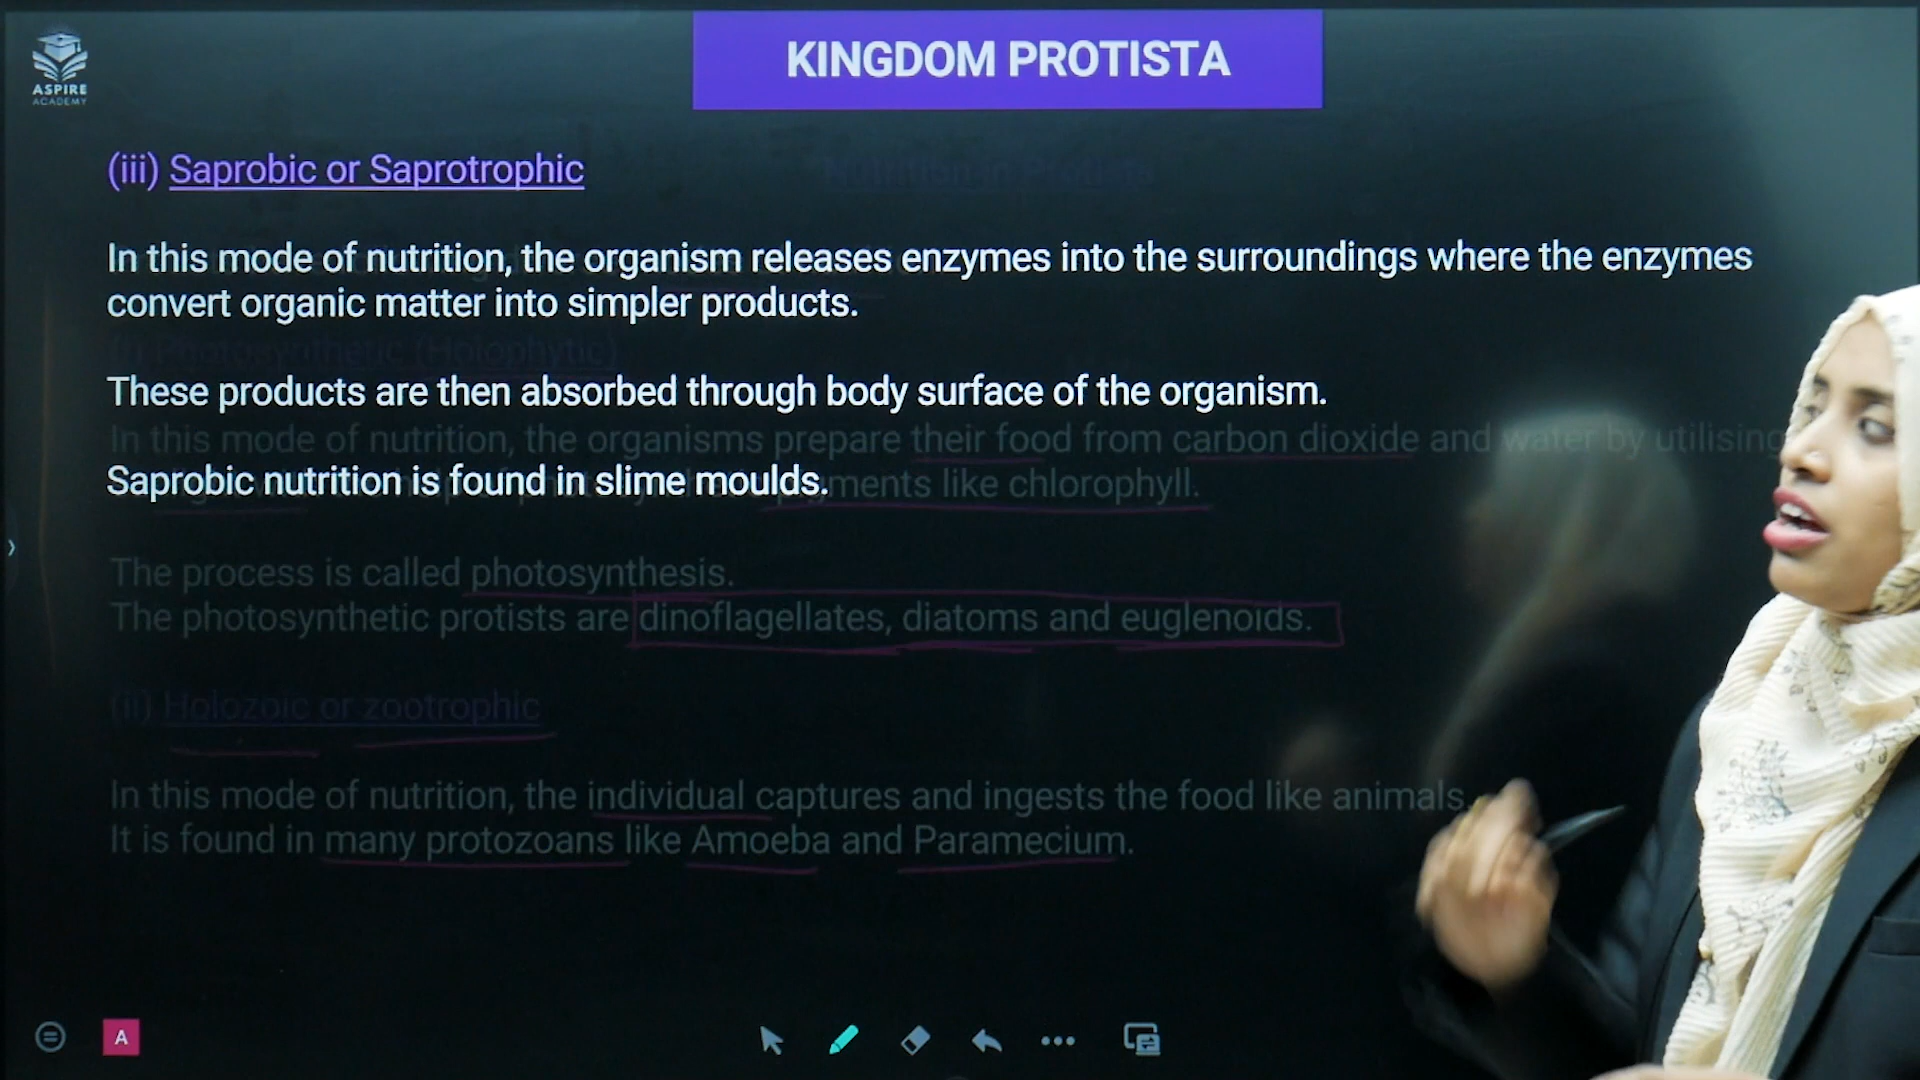 ASPIRE
ACADEMY
KINGDOM PROTISTA
(iii) Saprobic or Saprotrophic
In this mode of nutrition, the organism releases enzymes into the surroundings where the enzymes
convert organic matter into simpler products.
(i) Photosynthetic (Holophytic)
These products are then absorbed through body surface of the organism.
In this mode of nutrition, the organisms prepare their food from carbon dioxide and water by utilising
Saprobic nutrition is found in slime moulds.
pigments like chlorophyll.
The process is called photosynthesis.
The photosynthetic protists are dinoflagellates, diatoms and euglenoids.
(ii) Holozoic or zootrophic
In this mode of nutrition, the individual captures and ingests the food like animals.
It is found in many protozoans like Amoeba and Paramecium.
A